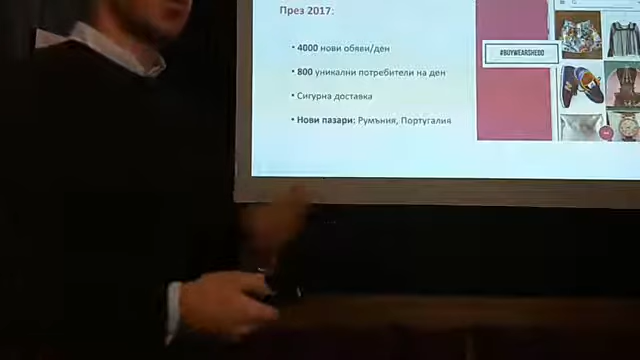 През 2017:
• 4000 нови обяви/ден
• 800 уникални потребители на ден
• Сигурна доставка
• Нови пазари: Румъния, Португалия
#BUYWEARSHEDD